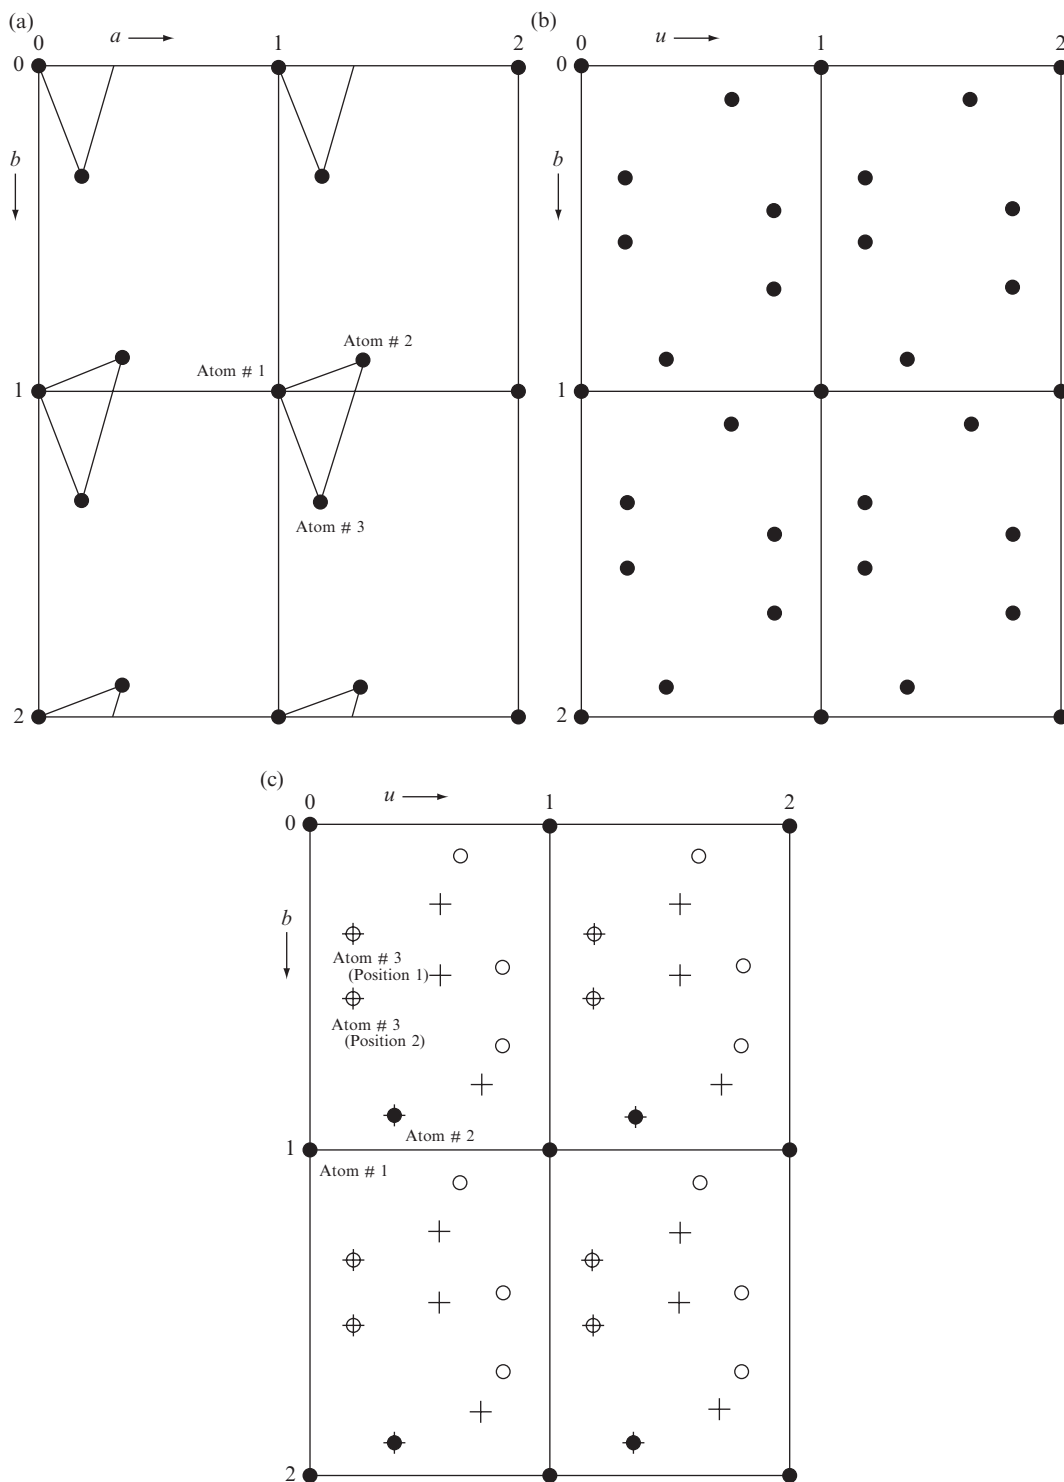 (a)
0 a 1 2
0
b
Atom # 2
Atom # 1
1
Atom # 3
2
(b)
0 u 1 2
0
b
1
2
(c)
0 u 1 2
0
b
Atom # 3
(Position 1)
Atom # 3
(Position 2)
Atom # 2
1
Atom # 1
2